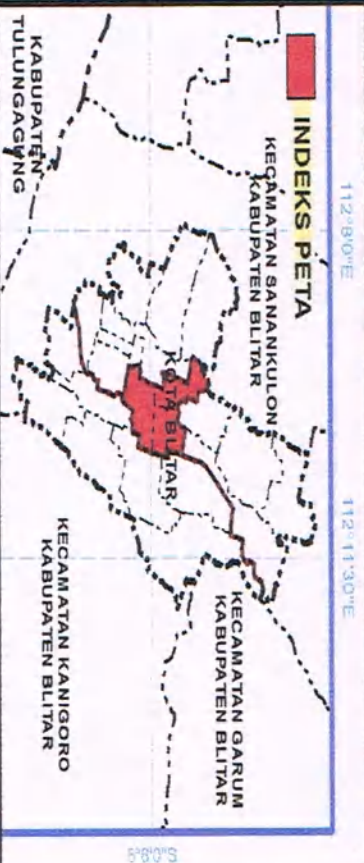 INDEKS PETA
112°8'0"E
112°11'30"E
KECAMATAN SANANKULON
KABUPATEN BLITAR
KECAMATAN GARUM
KABUPATEN BLITAR
KOTA BLITAR
KECAMATAN KANIGORO
KABUPATEN BLITAR
KABUPATEN
TULUNGAGUNG